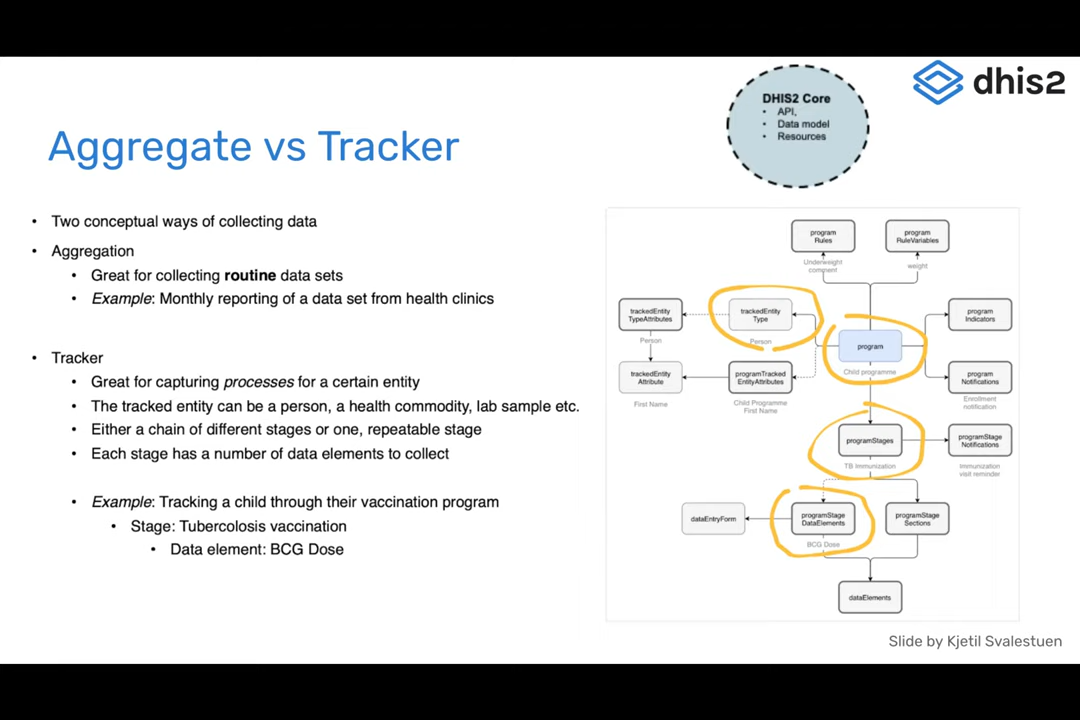 dhis2
DHIS2 Core
• API,
• Data model
• Resources
Aggregate vs Tracker
• Two conceptual ways of collecting data
• Aggregation
• Great for collecting routine data sets
• Example: Monthly reporting of a data set from health clinics
• Tracker
• Great for capturing processes for a certain entity
• The tracked entity can be a person, a health commodity, lab sample etc.
• Either a chain of different stages or one, repeatable stage
• Each stage has a number of data elements to collect
• Example: Tracking a child through their vaccination program
• Stage: Tubercolosis vaccination
• Data element: BCG Dose
program
Rules
Underweight
comment
program
RuleVariables
weight
trackedEntity
TypeAttributes
Person
trackedEntity
Type
Person
program
Child programme
program
Indicators
trackedEntity
Attribute
First Name
programTracked
EntityAttributes
Child Programme
First Name
program
Notifications
Enrollment
notification
programStages
TB Immunization
programStage
Notifications
Immunization
visit reminder
dataEntryForm
programStage
DataElements
BCG Dose
programStage
Sections
dataElements
Slide by Kjetil Svalestuen